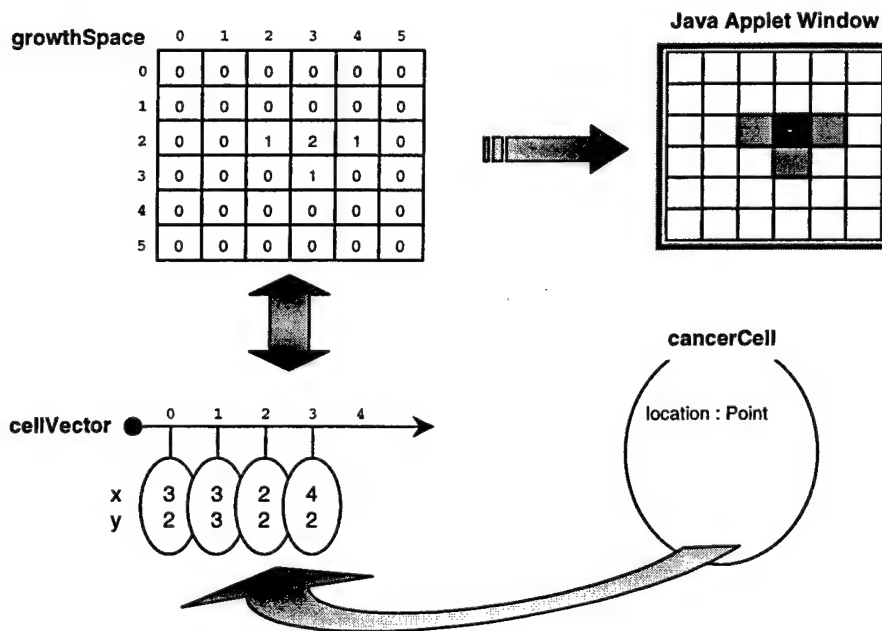 Java Applet Window
growthSpace 0 1 2 3 4 5
0 0 0 0 0 0 0
1 0 0 0 0 0 0
2 0 0 1 2 1 0
3 0 0 0 1 0 0
4 0 0 0 0 0 0
5 0 0 0 0 0 0
cancerCell
location : Point
cellVector 0 1 2 3 4
x 3 3 2 4
y 2 3 2 2